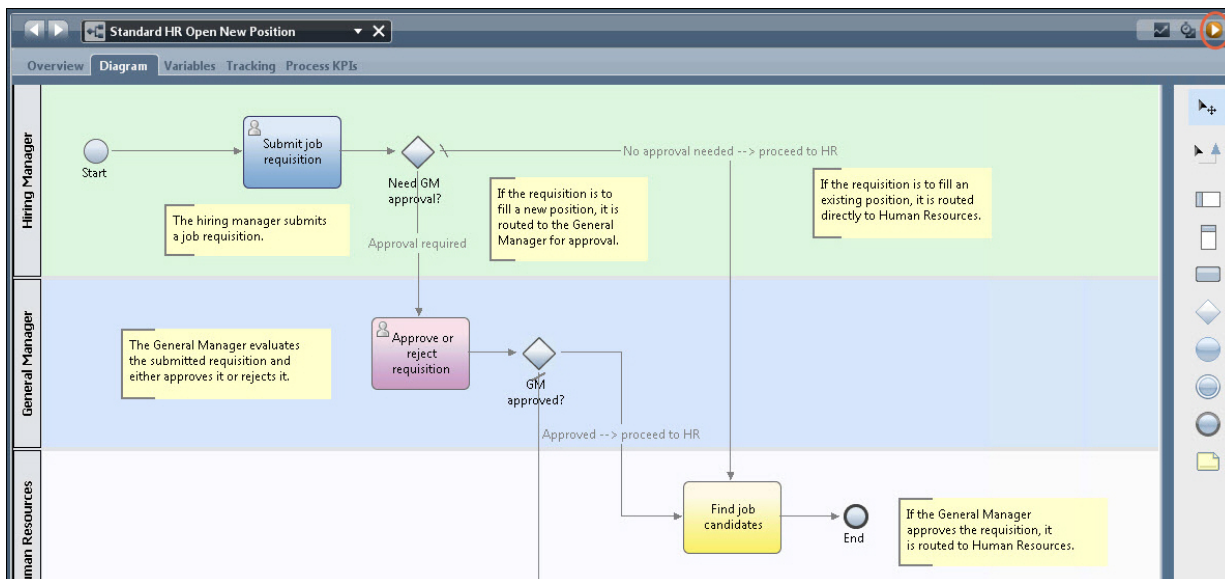 Standard HR Open New Position
Overview Diagram Variables Tracking Process KPIs
Hiring Manager
Start
Submit job
requisition
Need GM
approval?
No approval needed --> proceed to HR
The hiring manager submits
a job requisition.
If the requisition is to
fill a new position, it is
routed to the General
Manager for approval.
If the requisition is to fill an
existing position, it is routed
directly to Human Resources.
Approval required
General Manager
The General Manager evaluates
the submitted requisition and
either approves it or rejects it.
Approve or
reject
requisition
GM
approved?
Approved --> proceed to HR
man Resources
Find job
candidates
End
If the General Manager
approves the requisition, it
is routed to Human Resources.